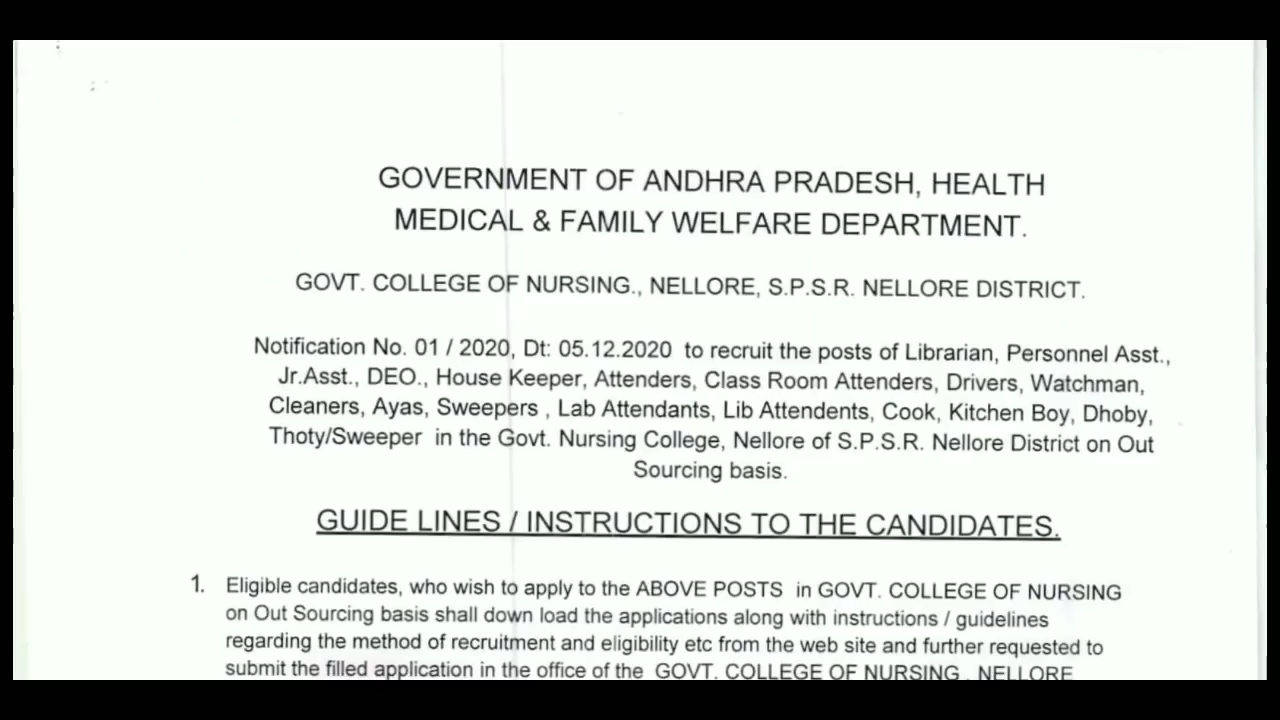 GOVERNMENT OF ANDHRA PRADESH, HEALTH
MEDICAL & FAMILY WELFARE DEPARTMENT.
GOVT. COLLEGE OF NURSING., NELLORE, S.P.S.R. NELLORE DISTRICT.
Notification No. 01 / 2020, Dt: 05.12.2020 to recruit the posts of Librarian, Personnel Asst.,
Jr.Asst., DEO., House Keeper, Attenders, Class Room Attenders, Drivers, Watchman,
Cleaners, Ayas, Sweepers , Lab Attendants, Lib Attendents, Cook, Kitchen Boy, Dhoby,
Thoty/Sweeper in the Govt. Nursing College, Nellore of S.P.S.R. Nellore District on Out
Sourcing basis.
GUIDE LINES / INSTRUCTIONS TO THE CANDIDATES.
1. Eligible candidates, who wish to apply to the ABOVE POSTS in GOVT. COLLEGE OF NURSING
on Out Sourcing basis shall down load the applications along with instructions / guidelines
regarding the method of recruitment and eligibility etc from the web site and further requested to
submit the filled application in the office of the GOVT. COLLEGE OF NURSING , NELLORE